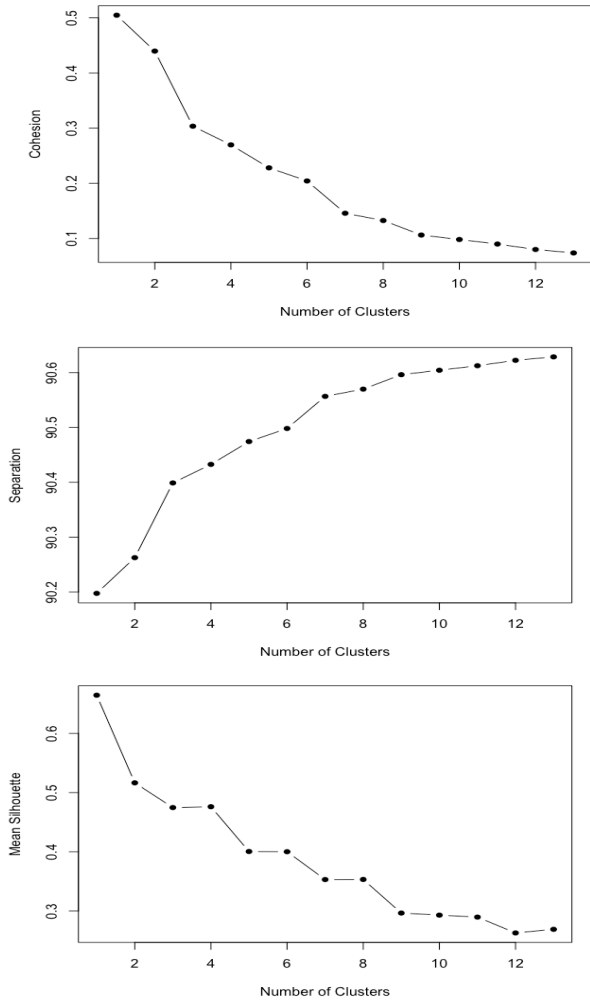 0.5
0.4
0.3
0.2
0.1
Cohesion
2 4 6 8 10 12
Number of Clusters
90.6
90.5
90.4
90.3
90.2
Separation
2 4 6 8 10 12
Number of Clusters
0.6
0.5
0.4
0.3
Mean Silhouette
2 4 6 8 10 12
Number of Clusters